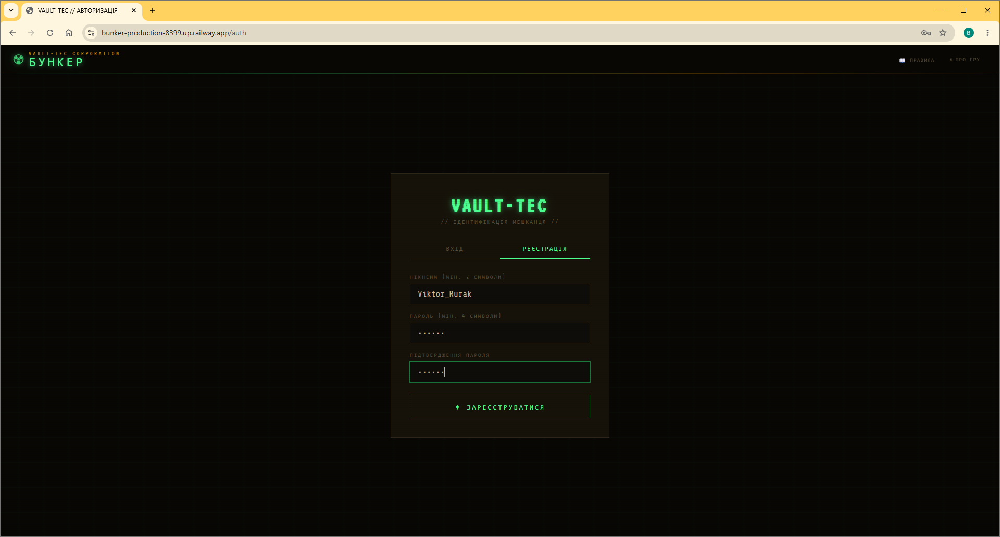 VAULT-TEC // АВТОРИЗАЦІЯ
bunker-production-8399.up.railway.app/auth
B
VAULT-TEC CORPORATION
БУНКЕР
ПРАВИЛА
ℹ ПРО ГРУ
VAULT-TEC
// ІДЕНТИФІКАЦІЯ МЕШКАНЦЯ //
ВХІД
РЕЄСТРАЦІЯ
НІКНЕЙМ (МІН. 2 СИМВОЛИ)
Viktor_Rurak
ПАРОЛЬ (МІН. 4 СИМВОЛИ)
••••••
ПІДТВЕРДЖЕННЯ ПАРОЛЯ
••••••
✦ ЗАРЕЄСТРУВАТИСЯ